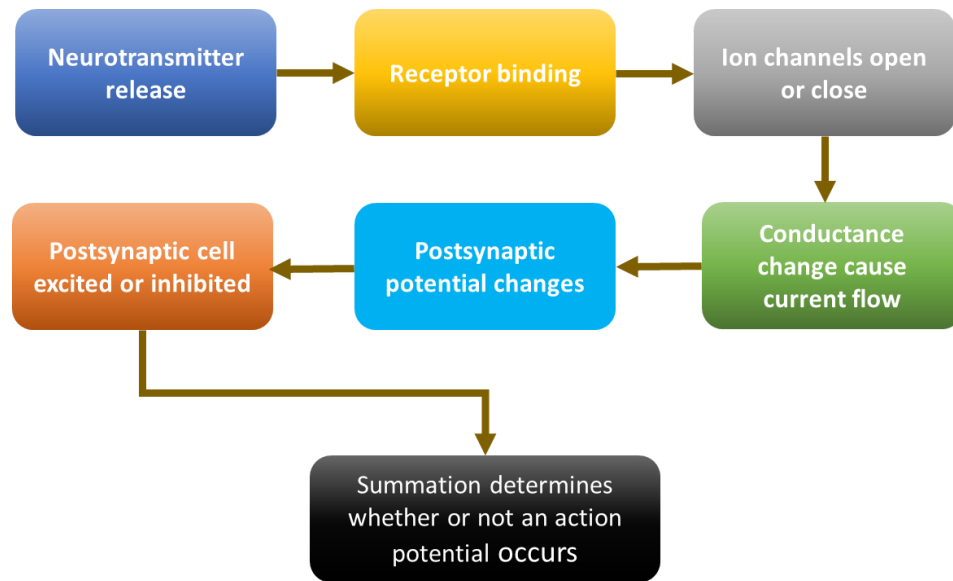 Neurotransmitter
release
Receptor binding
Ion channels open
or close
Conductance
change cause
current flow
Postsynaptic
potential changes
Postsynaptic cell
excited or inhibited
Summation determines
whether or not an action
potential occurs